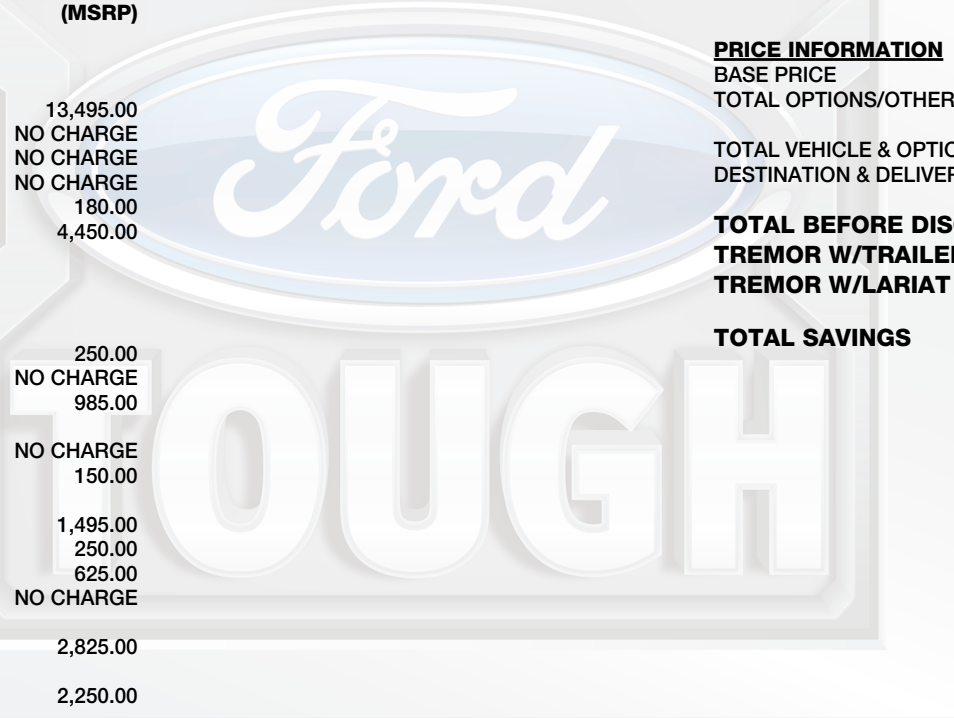 (MSRP)
13,495.00
NO CHARGE
NO CHARGE
NO CHARGE
180.00
4,450.00
250.00
NO CHARGE
985.00
NO CHARGE
150.00
1,495.00
250.00
625.00
NO CHARGE
2,825.00
2,250.00
PRICE INFORMATION
BASE PRICE
TOTAL OPTIONS/OTHER
TOTAL VEHICLE & OPTIO
DESTINATION & DELIVER
TOTAL BEFORE DIS
TREMOR W/TRAILE
TREMOR W/LARIAT
TOTAL SAVINGS
Ford
TOUGH